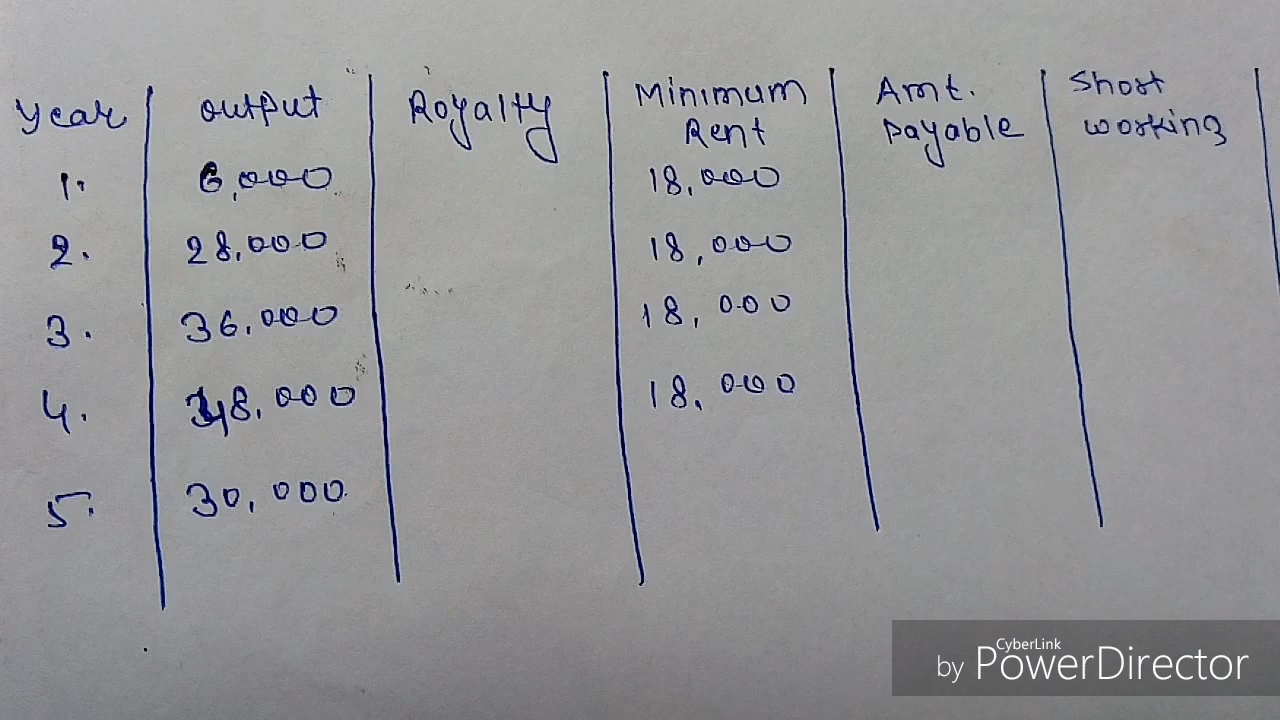 Year output Royalty Minimum Rent Amt. payable Short working
1. 6,000 18,000
2. 28,000 18,000
3. 36,000 18,000
4. 48,000 18,000
5. 30,000
CyberLink
by PowerDirector